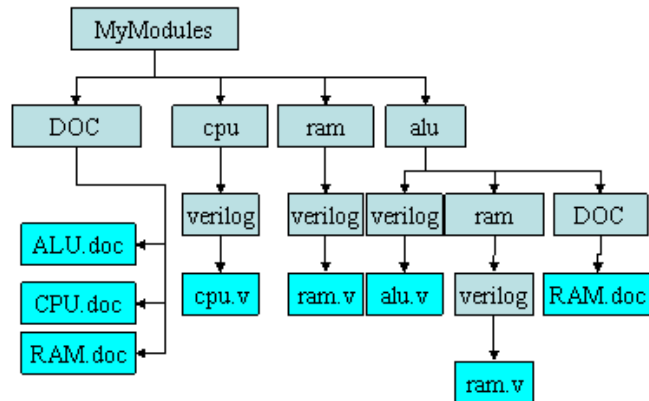 MyModules
DOC
cpu
ram
alu
verilog
verilog
verilog
ram
DOC
ALU.doc
cpu.v
ram.v
alu.v
verilog
RAM.doc
CPU.doc
RAM.doc
ram.v